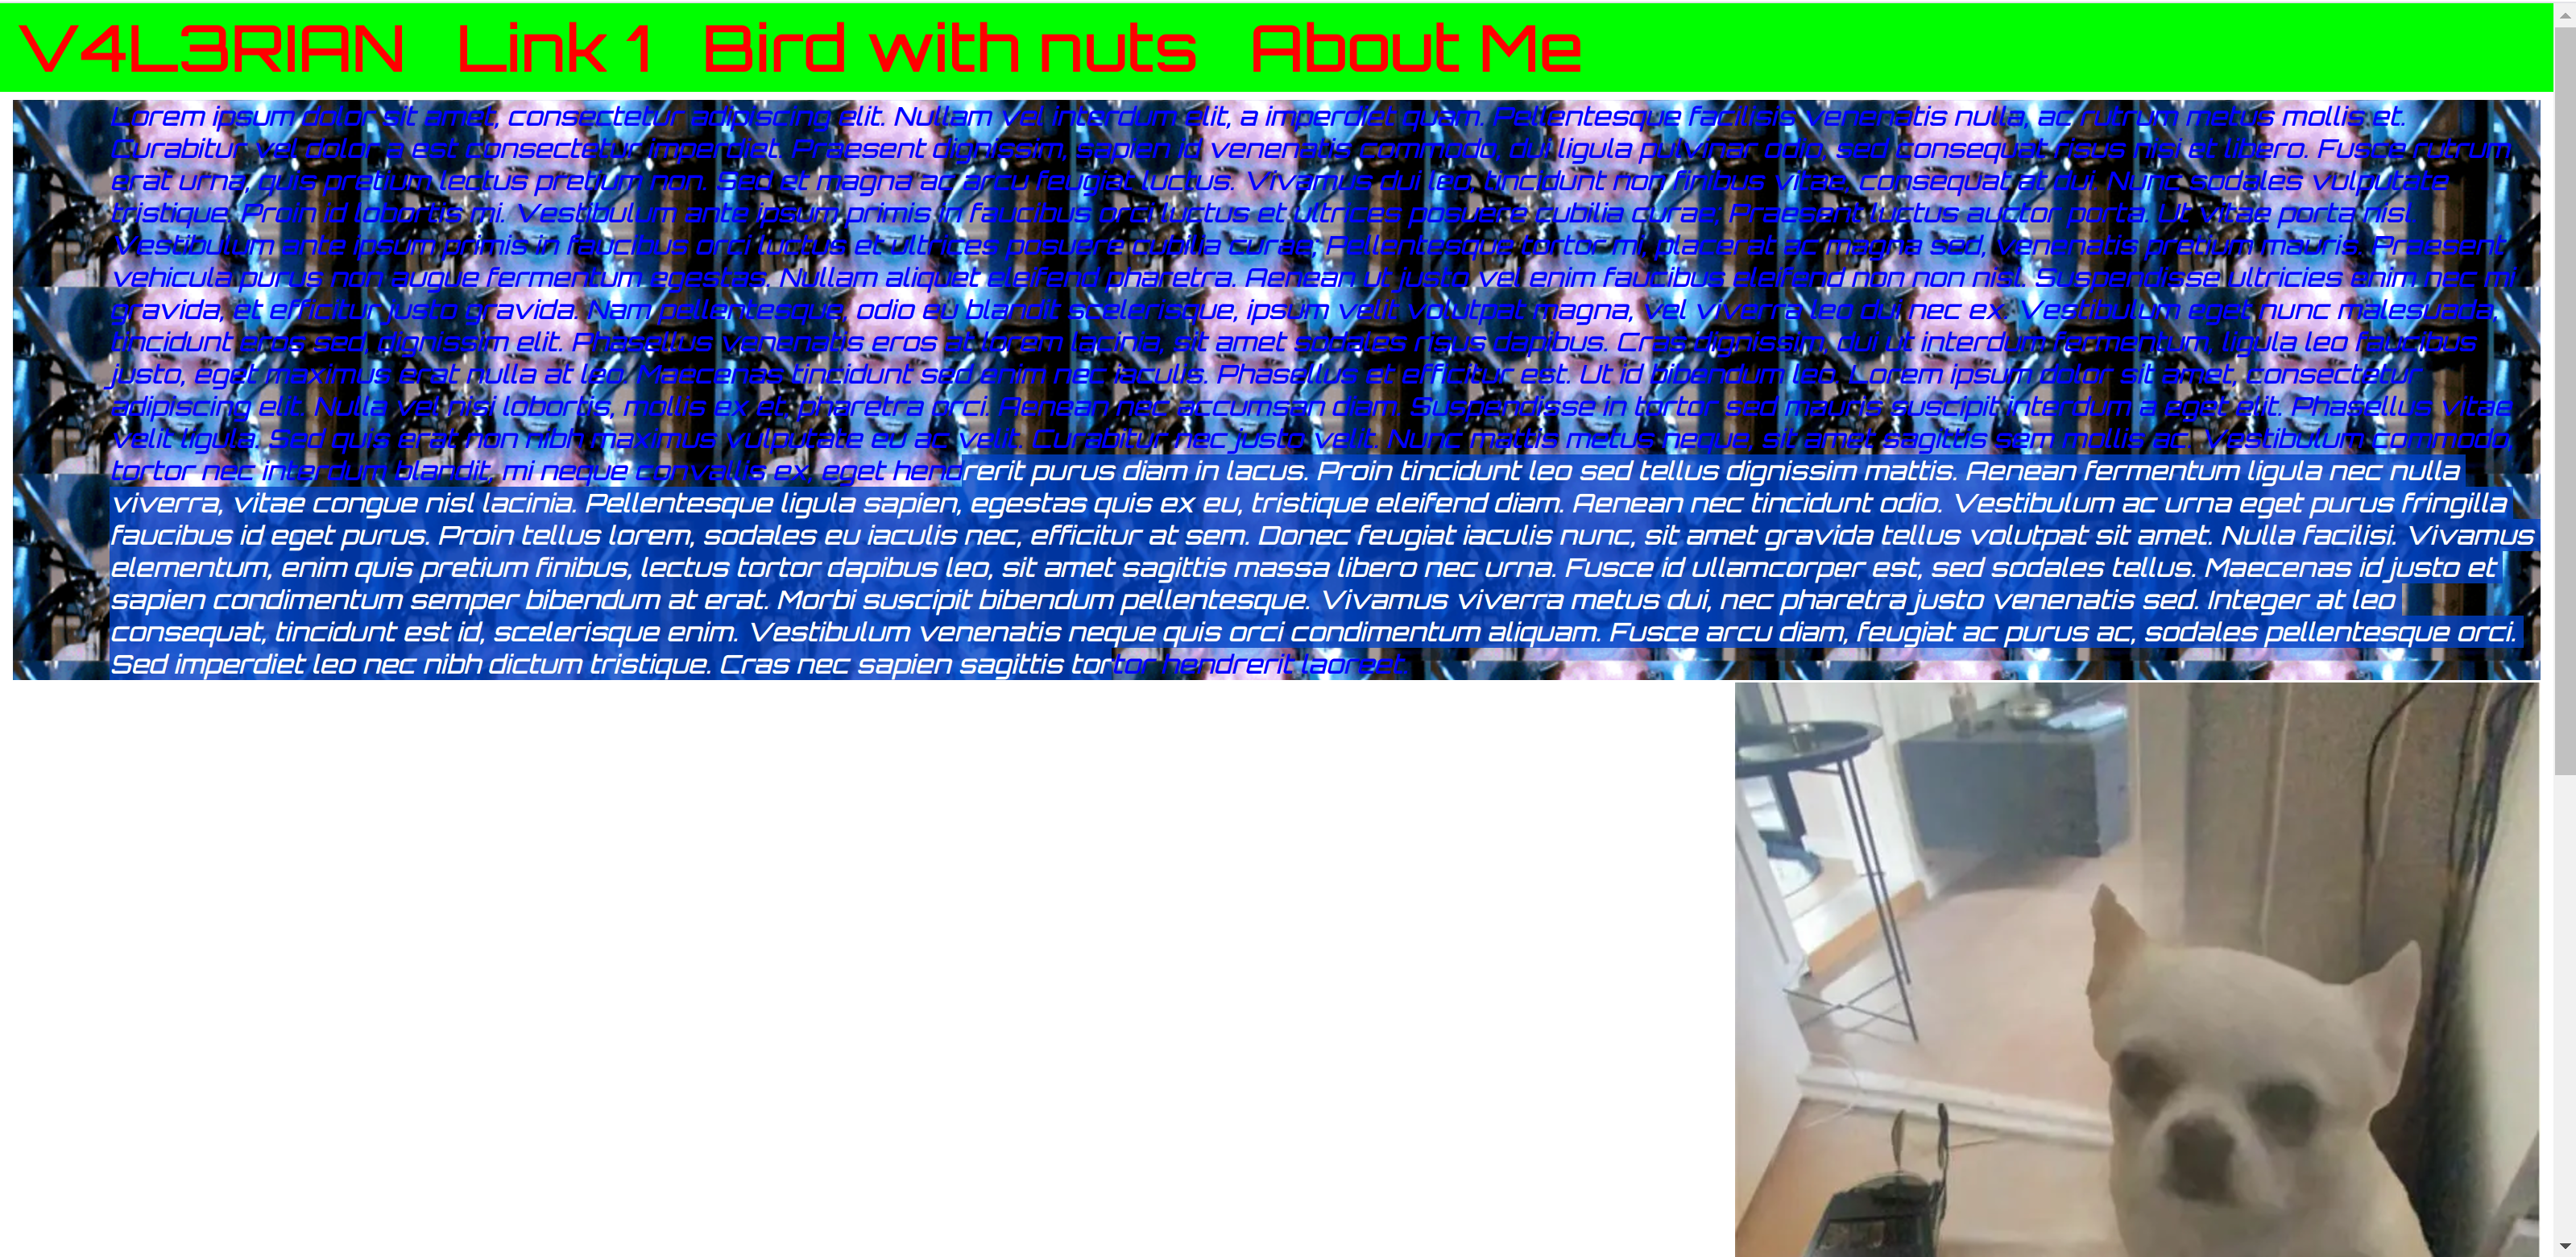 V4L3RIAN Link 1 Bird with nuts About Me
Lorem ipsum dolor sit amet, consectetur adipiscing elit. Nullam vel interdum elit, a imperdiet quam. Pellentesque facilisis venenatis nulla, ac rutrum metus mollis et.
Curabitur vel dolor a est consectetur imperdiet. Praesent dignissim, sapien id venenatis commodo, dui ligula pulvinar odio, sed consequat risus nisi et libero. Fusce rutrum
erat urna, quis pretium lectus pretium non. Sed et magna ac arcu feugiat luctus. Vivamus dui leo, tincidunt non finibus vitae, consequat at dui. Nunc sodales vulputate
tristique. Proin id lobortis mi. Vestibulum ante ipsum primis in faucibus orci luctus et ultrices posuere cubilia curae; Praesent luctus auctor porta. Ut vitae porta nisl.
Vestibulum ante ipsum primis in faucibus orci luctus et ultrices posuere cubilia curae; Pellentesque tortor mi, placerat ac magna sed, venenatis pretium mauris. Praesent
vehicula purus non augue fermentum egestas. Nullam aliquet eleifend pharetra. Aenean ut justo vel enim faucibus eleifend non non nisl. Suspendisse ultricies enim nec mi
gravida, et efficitur justo gravida. Nam pellentesque, odio eu blandit scelerisque, ipsum velit volutpat magna, vel viverra leo dui nec ex. Vestibulum eget nunc malesuada,
tincidunt eros sed, dignissim elit. Phasellus venenatis eros at lorem lacinia, sit amet sodales risus dapibus. Cras dignissim, dui ut interdum fermentum, ligula leo faucibus
justo, eget maximus erat nulla at leo. Maecenas tincidunt sed enim nec iaculis. Phasellus et efficitur est. Ut id bibendum leo. Lorem ipsum dolor sit amet, consectetur
adipiscing elit. Nulla vel nisi lobortis, mollis ex et, pharetra orci. Aenean nec accumsan diam. Suspendisse in tortor sed mauris suscipit interdum a eget elit. Phasellus vitae
velit ligula. Sed quis erat non nibh maximus vulputate eu ac velit. Curabitur nec justo velit. Nunc mattis metus neque, sit amet sagittis sem mollis ac. Vestibulum commodo,
tortor nec interdum blandit, mi neque convallis ex, eget hendrerit purus diam in lacus. Proin tincidunt leo sed tellus dignissim mattis. Aenean fermentum ligula nec nulla
viverra, vitae congue nisl lacinia. Pellentesque ligula sapien, egestas quis ex eu, tristique eleifend diam. Aenean nec tincidunt odio. Vestibulum ac urna eget purus fringilla
faucibus id eget purus. Proin tellus lorem, sodales eu iaculis nec, efficitur at sem. Donec feugiat iaculis nunc, sit amet gravida tellus volutpat sit amet. Nulla facilisi. Vivamus
elementum, enim quis pretium finibus, lectus tortor dapibus leo, sit amet sagittis massa libero nec urna. Fusce id ullamcorper est, sed sodales tellus. Maecenas id justo et
sapien condimentum semper bibendum at erat. Morbi suscipit bibendum pellentesque. Vivamus viverra metus dui, nec pharetra justo venenatis sed. Integer at leo
consequat, tincidunt est id, scelerisque enim. Vestibulum venenatis neque quis orci condimentum aliquam. Fusce arcu diam, feugiat ac purus ac, sodales pellentesque orci.
Sed imperdiet leo nec nibh dictum tristique. Cras nec sapien sagittis tortor hendrerit laoreet.